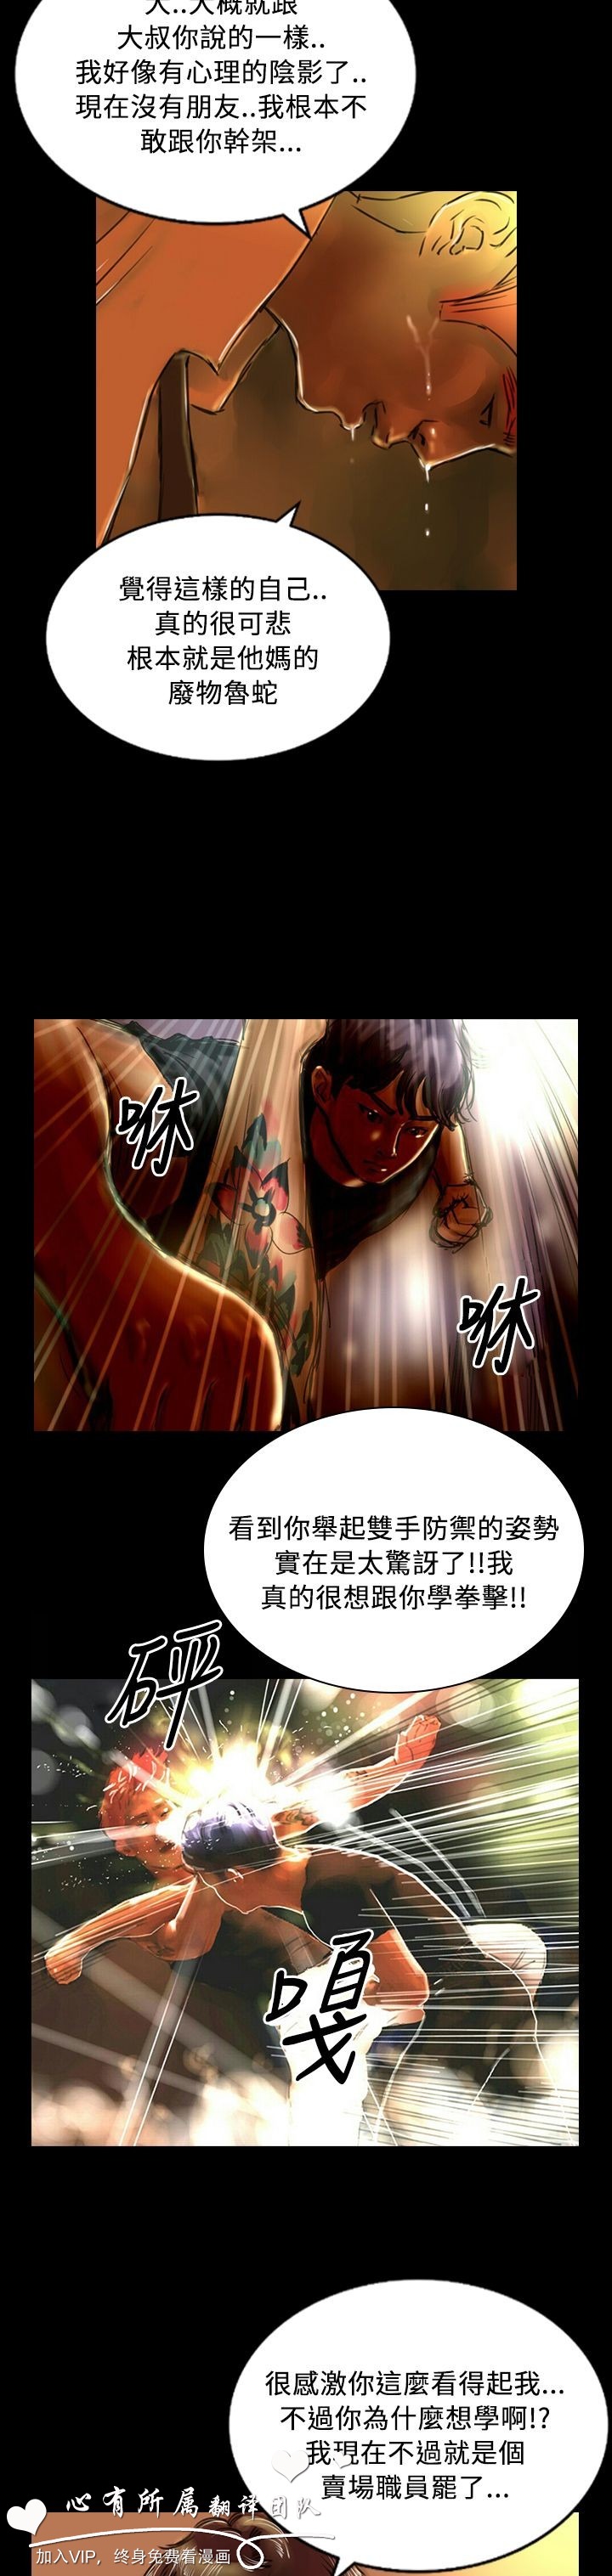 大..大概就跟
大叔你說的一樣..
我好像有心理的陰影了..
現在沒有朋友..我根本不
敢跟你幹架...
覺得這樣的自己..
真的很可悲
根本就是他媽的
廢物魯蛇
咻
咻
看到你舉起雙手防禦的姿勢
實在是太驚訝了!!我
真的很想跟你學拳擊!!
砰
嘎
很感激你這麼看得起我...
不過你為什麼想學啊!?
我現在不過就是個
賣場職員罷了...
心有所属翻译团队
加入VIP，终身免费看漫画